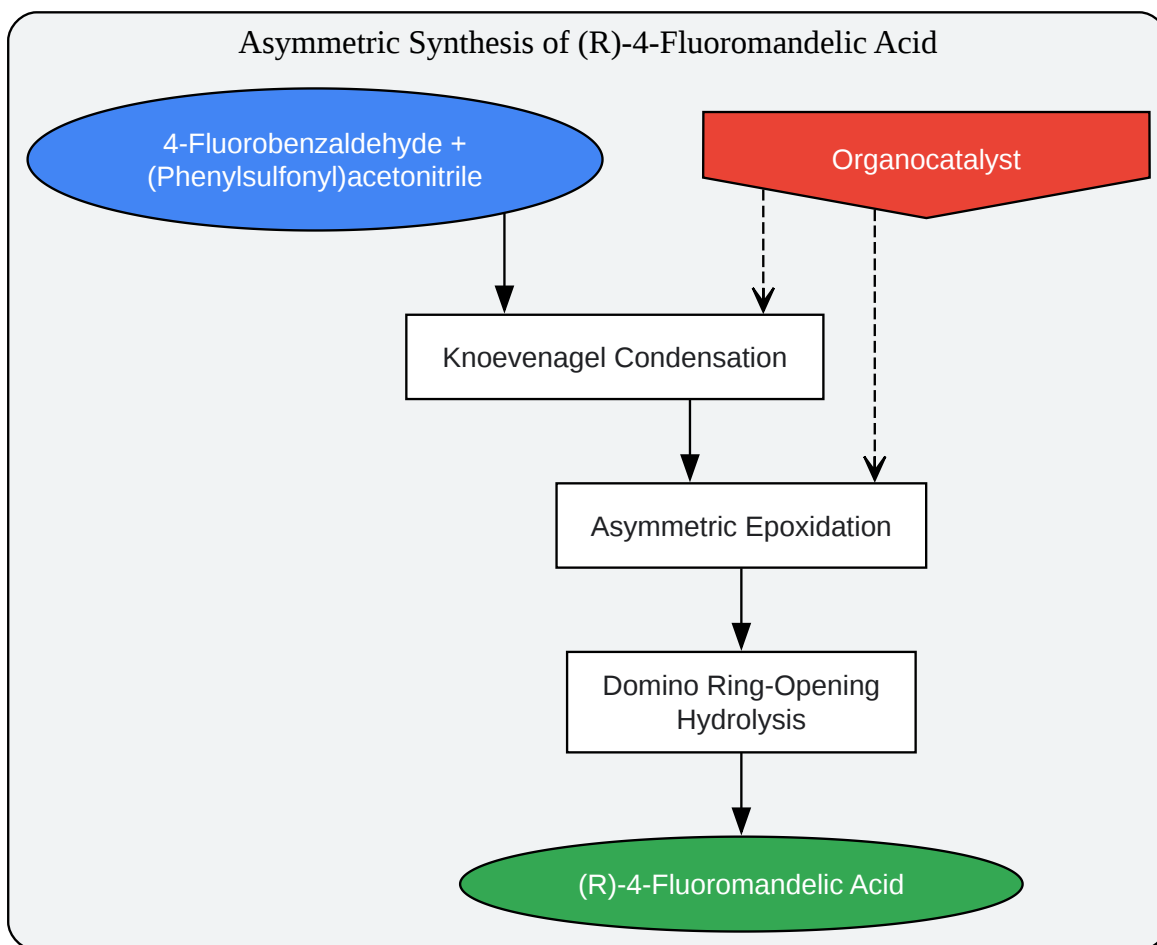 Asymmetric Synthesis of (R)-4-Fluoromandelic Acid
4-Fluorobenzaldehyde +
(Phenylsulfonyl)acetonitrile
Organocatalyst
Knoevenagel Condensation
Asymmetric Epoxidation
Domino Ring-Opening
Hydrolysis
(R)-4-Fluoromandelic Acid